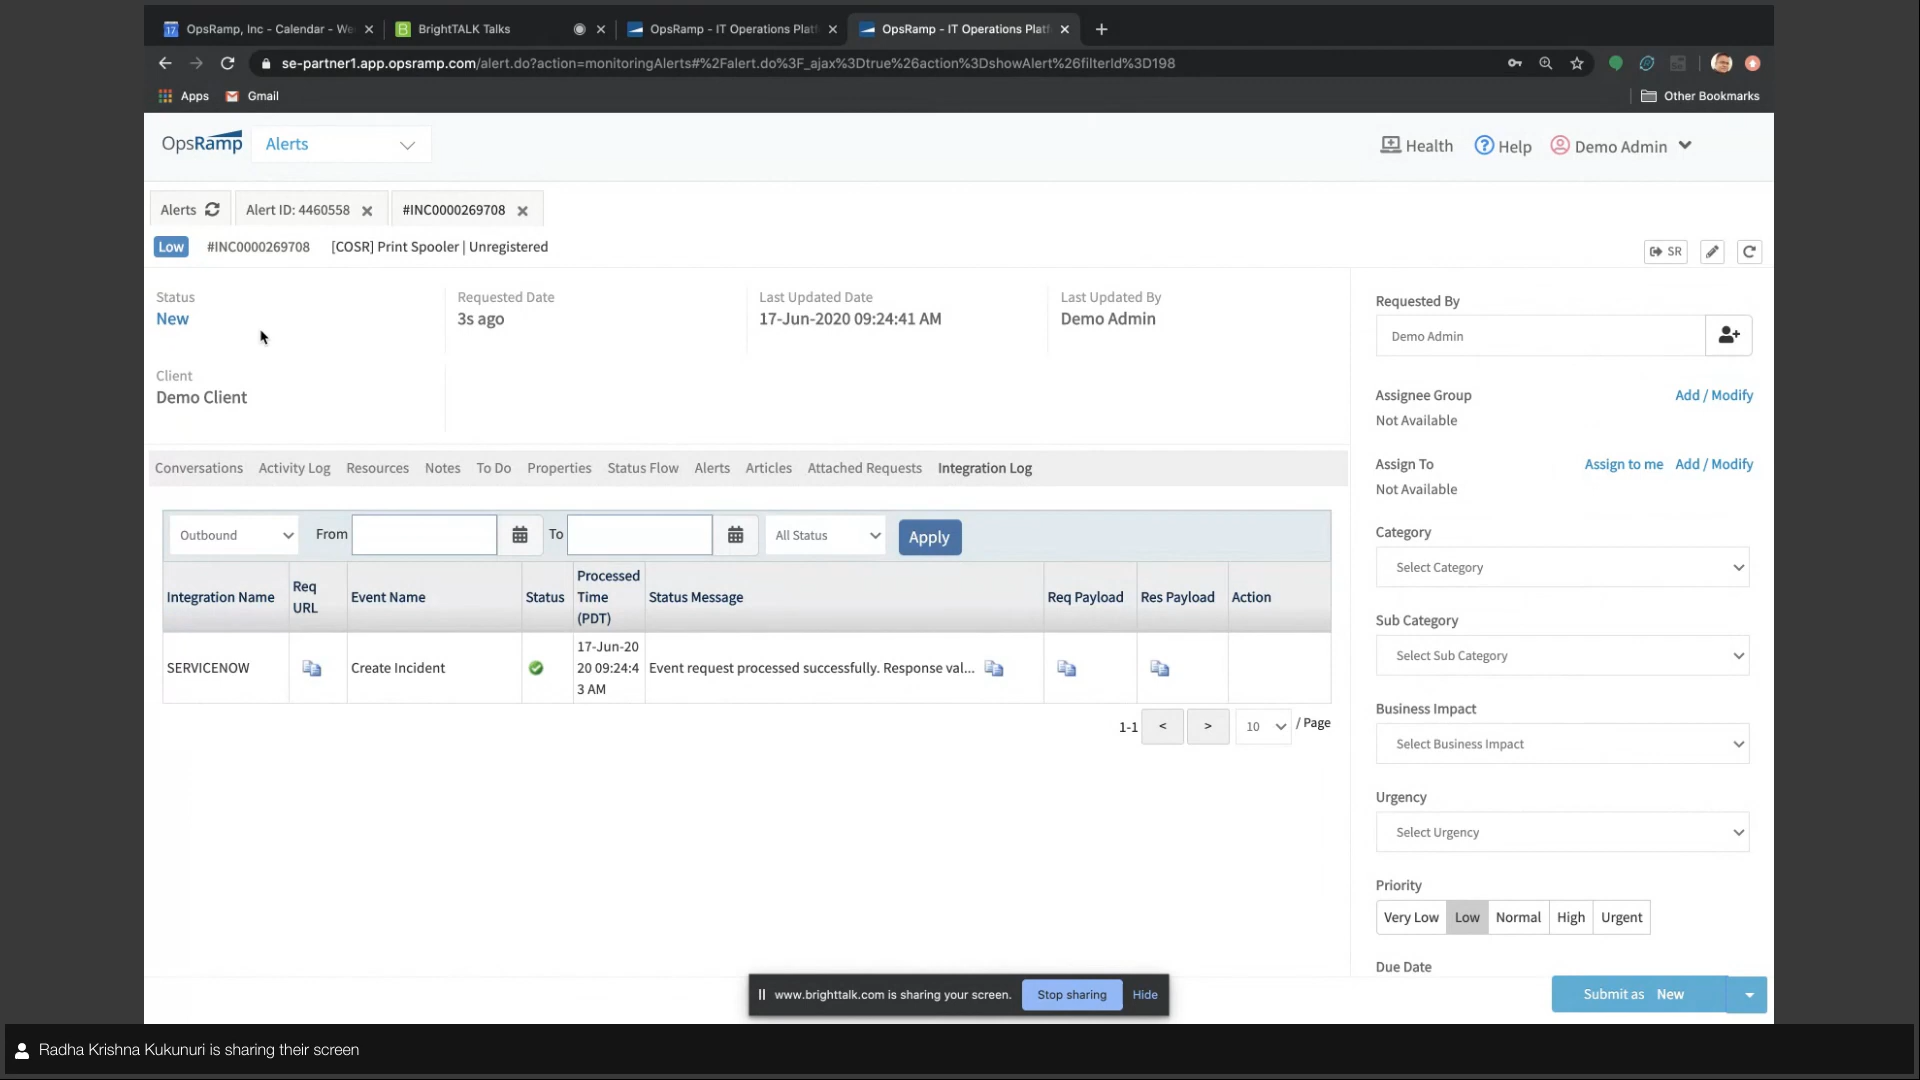 OpsRamp, Inc - Calendar - We
BrightTALK Talks
OpsRamp - IT Operations Platf
OpsRamp - IT Operations Platf
se-partner1.app.opsramp.com/alert.do?action=monitoringAlerts#%2Falert.do%3F_ajax%3Dtrue%26action%3DshowAlert%26filterId%3D198
Apps
Gmail
Other Bookmarks
OpsRamp
Alerts
Health
Help
Demo Admin
Alerts
Alert ID: 4460558
#INC0000269708
Low
#INC0000269708
[COSR] Print Spooler | Unregistered
SR
Status
New
Requested Date
3s ago
Last Updated Date
17-Jun-2020 09:24:41 AM
Last Updated By
Demo Admin
Client
Demo Client
Conversations
Activity Log
Resources
Notes
To Do
Properties
Status Flow
Alerts
Articles
Attached Requests
Integration Log
Outbound
From
To
All Status
Apply
Integration Name
Req
URL
Event Name
Status
Processed
Time
(PDT)
Status Message
Req Payload
Res Payload
Action
SERVICENOW
Create Incident
17-Jun-20
20 09:24:4
3 AM
Event request processed successfully. Response val...
1-1
<
>
10
/ Page
Requested By
Demo Admin
Assignee Group
Add / Modify
Not Available
Assign To
Assign to me
Add / Modify
Not Available
Category
Select Category
Sub Category
Select Sub Category
Business Impact
Select Business Impact
Urgency
Select Urgency
Priority
Very Low
Low
Normal
High
Urgent
Due Date
Submit as New
www.brighttalk.com is sharing your screen.
Stop sharing
Hide
Radha Krishna Kukunuri is sharing their screen